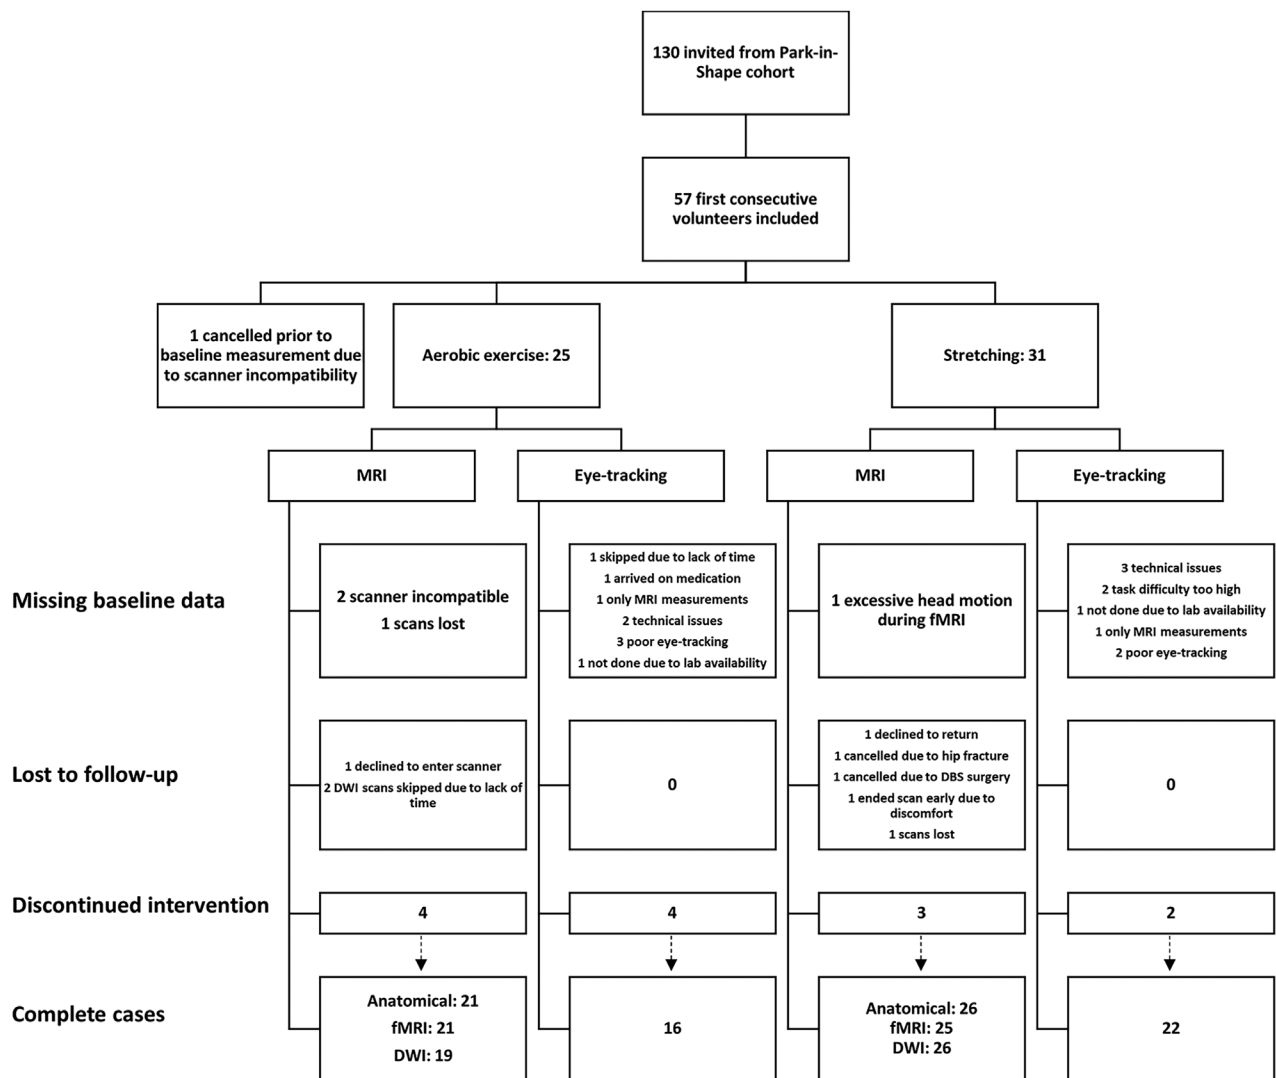 130 invited from Park-in-
Shape cohort
57 first consecutive
volunteers included
1 cancelled prior to
baseline measurement due
to scanner incompatibility
Aerobic exercise: 25
Stretching: 31
MRI
Eye-tracking
MRI
Eye-tracking
Missing baseline data
2 scanner incompatible
1 scans lost
1 skipped due to lack of time
1 arrived on medication
1 only MRI measurements
2 technical issues
3 poor eye-tracking
1 not done due to lab availability
1 excessive head motion
during fMRI
3 technical issues
2 task difficulty too high
1 not done due to lab availability
1 only MRI measurements
2 poor eye-tracking
Lost to follow-up
1 declined to enter scanner
2 DWI scans skipped due to lack of
time
0
1 declined to return
1 cancelled due to hip fracture
1 cancelled due to DBS surgery
1 ended scan early due to
discomfort
1 scans lost
0
Discontinued intervention
4
4
3
2
Complete cases
Anatomical: 21
fMRI: 21
DWI: 19
16
Anatomical: 26
fMRI: 25
DWI: 26
22